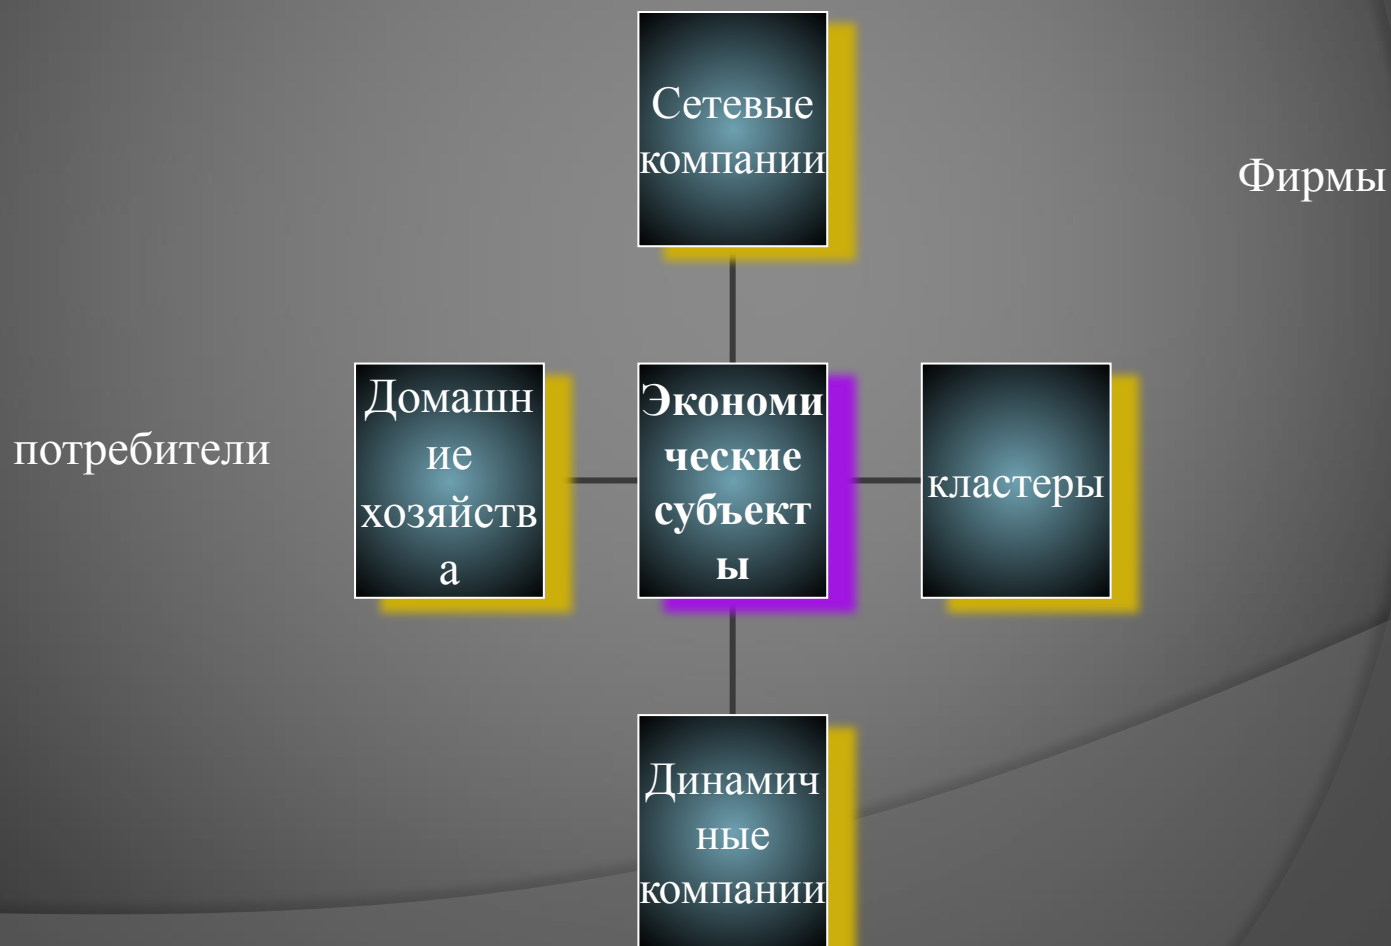 Сетевые
компании
Фирмы
потребители
Домашн
ие
хозяйств
а
Экономи
ческие
субъект
ы
кластеры
Динамич
ные
компании